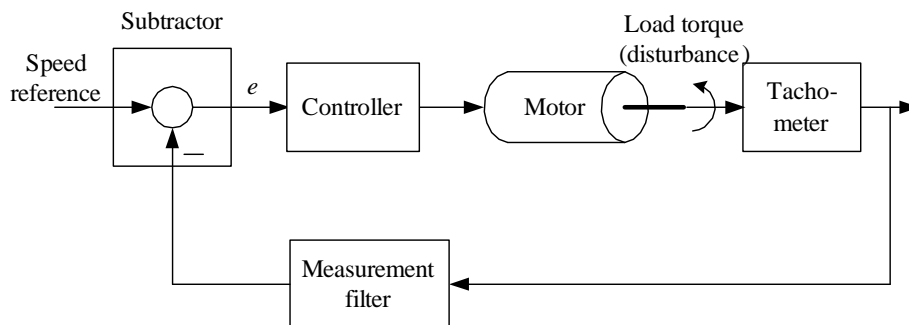 Subtractor
Load torque
(disturbance)
Speed
reference
e
Controller
Motor
Tacho-
meter
—
Measurement
filter